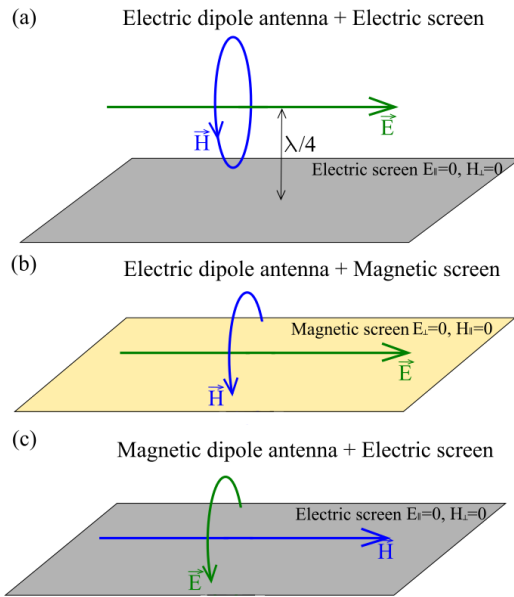 (a)
Electric dipole antenna + Electric screen
E⃗
H⃗
λ/4
Electric screen E∥=0, H⊥=0
(b)
Electric dipole antenna + Magnetic screen
Magnetic screen E⊥=0, H∥=0
E⃗
H⃗
(c)
Magnetic dipole antenna + Electric screen
Electric screen E∥=0, H⊥=0
H⃗
E⃗